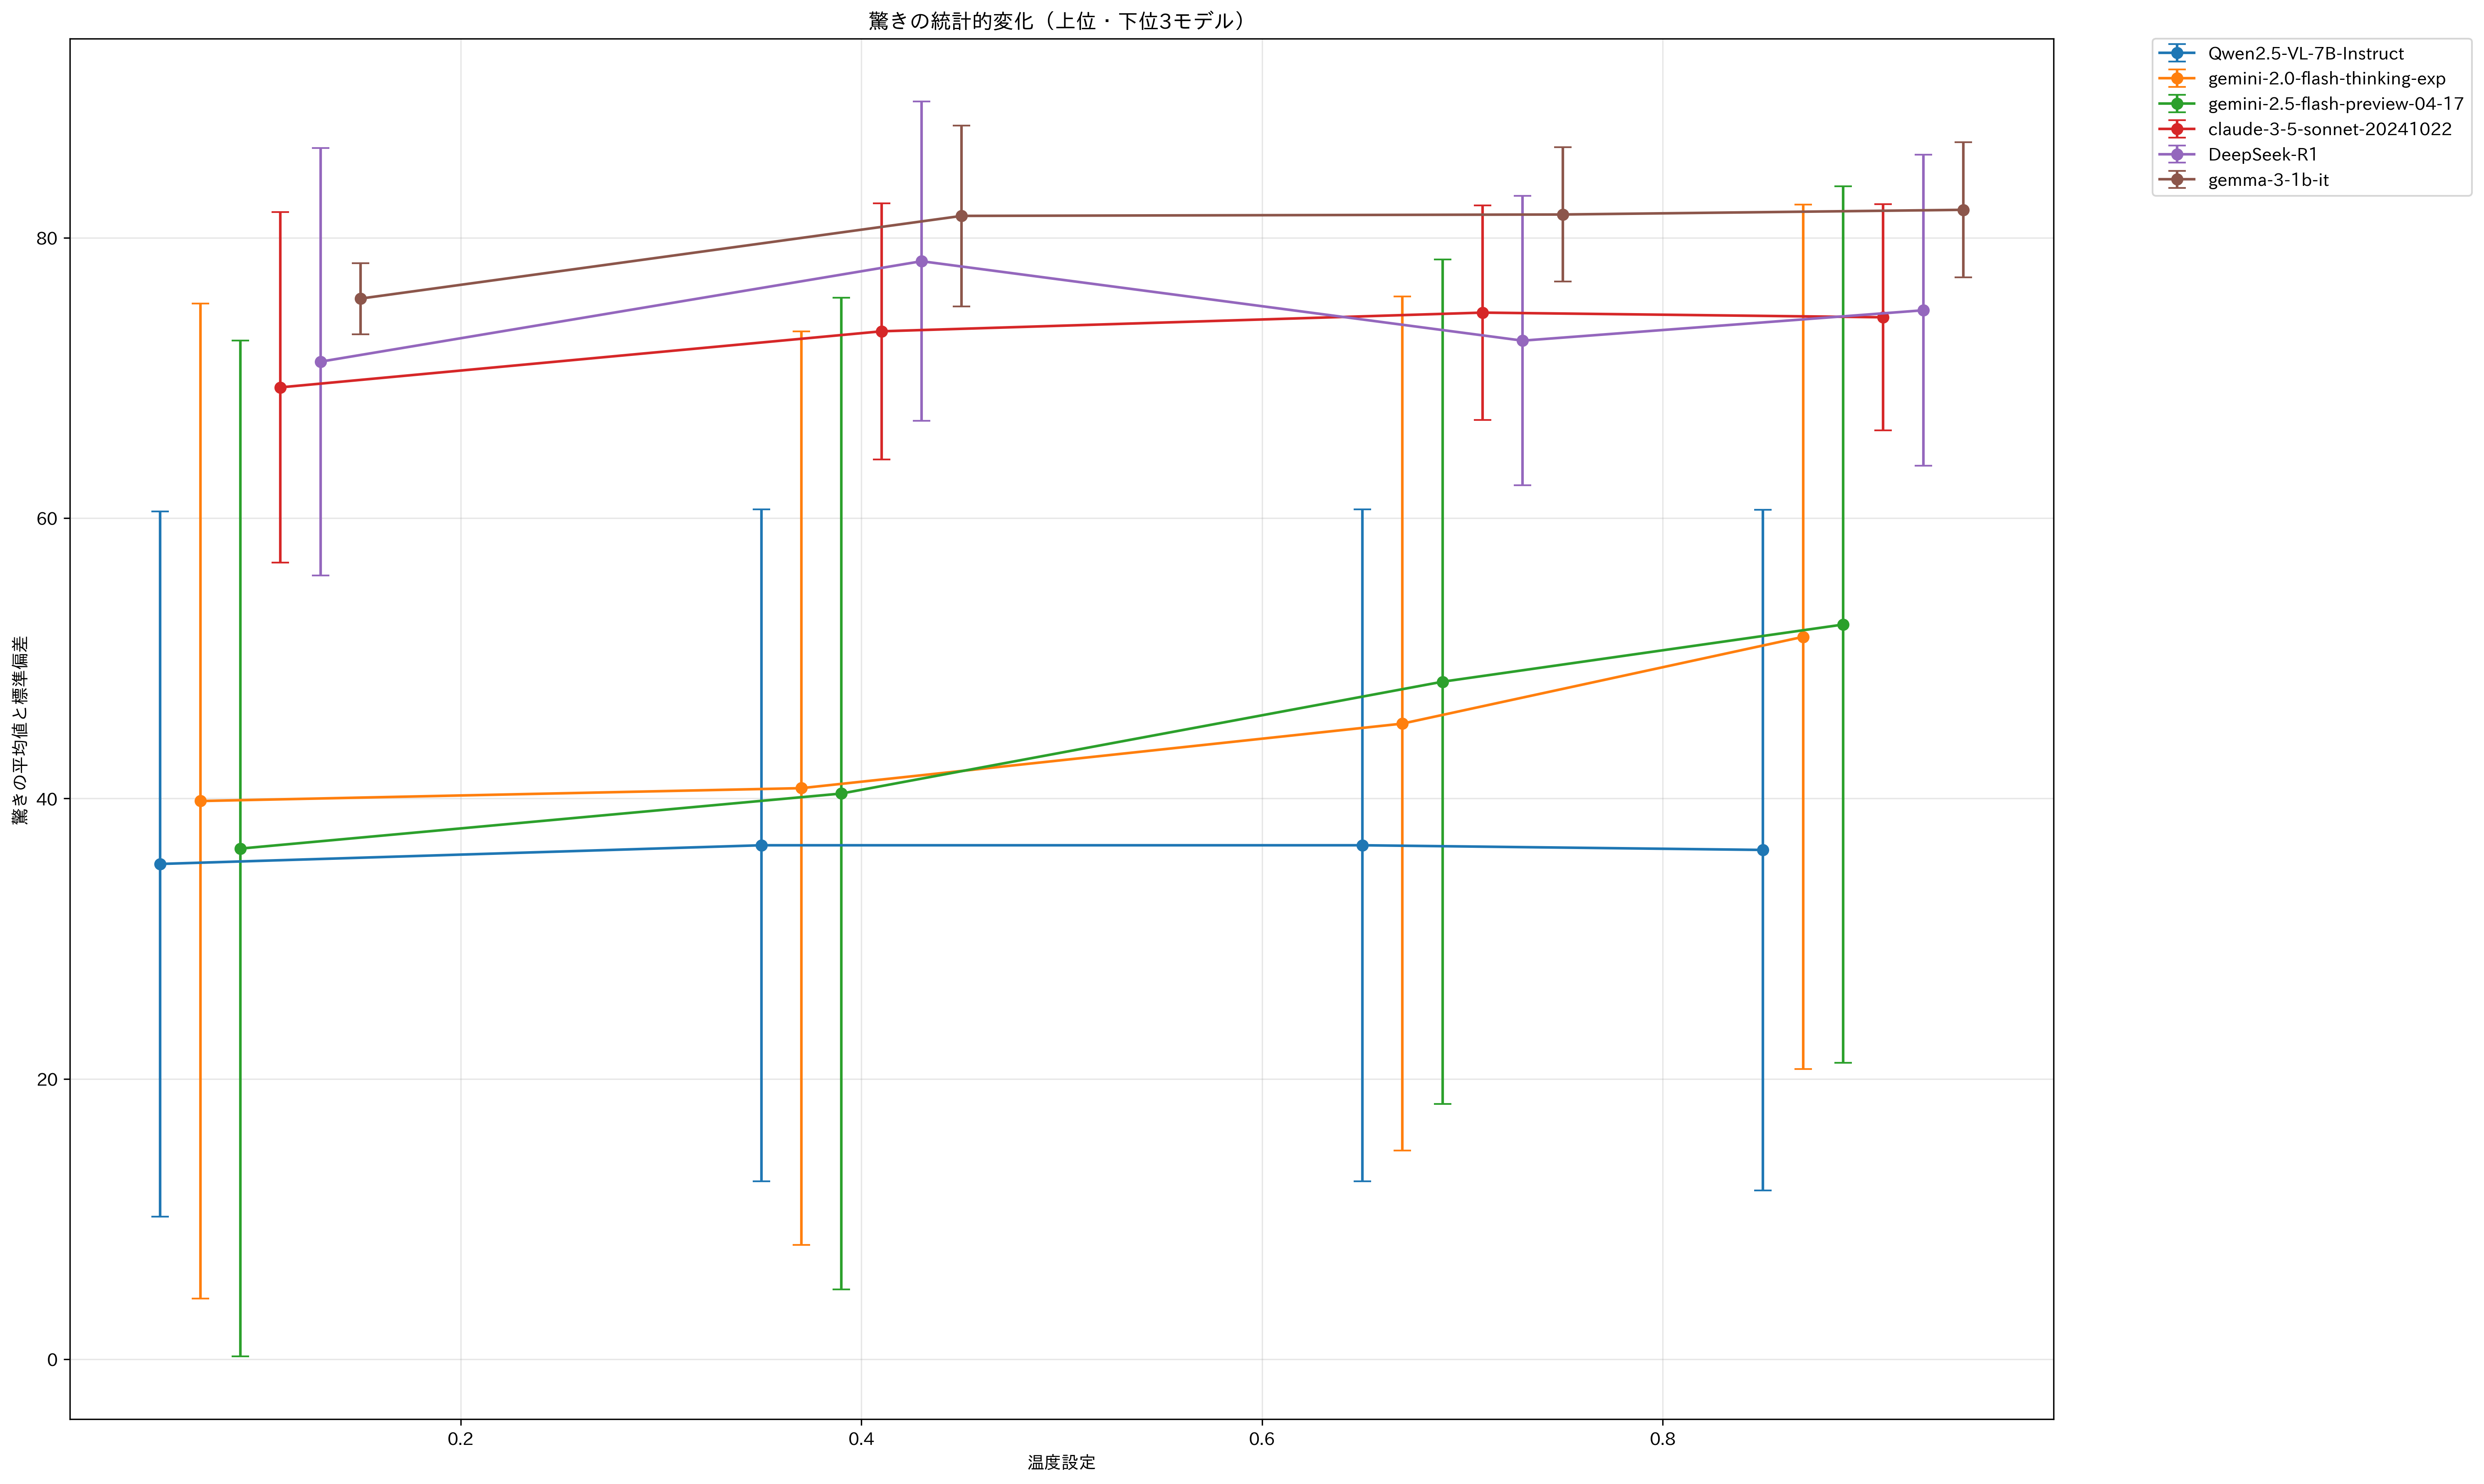 驚きの統計的変化（上位・下位3モデル）
Qwen2.5-VL-7B-Instruct
gemini-2.0-flash-thinking-exp
gemini-2.5-flash-preview-04-17
claude-3-5-sonnet-20241022
DeepSeek-R1
gemma-3-1b-it
驚きの平均値と標準偏差
80
60
40
20
0
0.2
0.4
0.6
0.8
温度設定